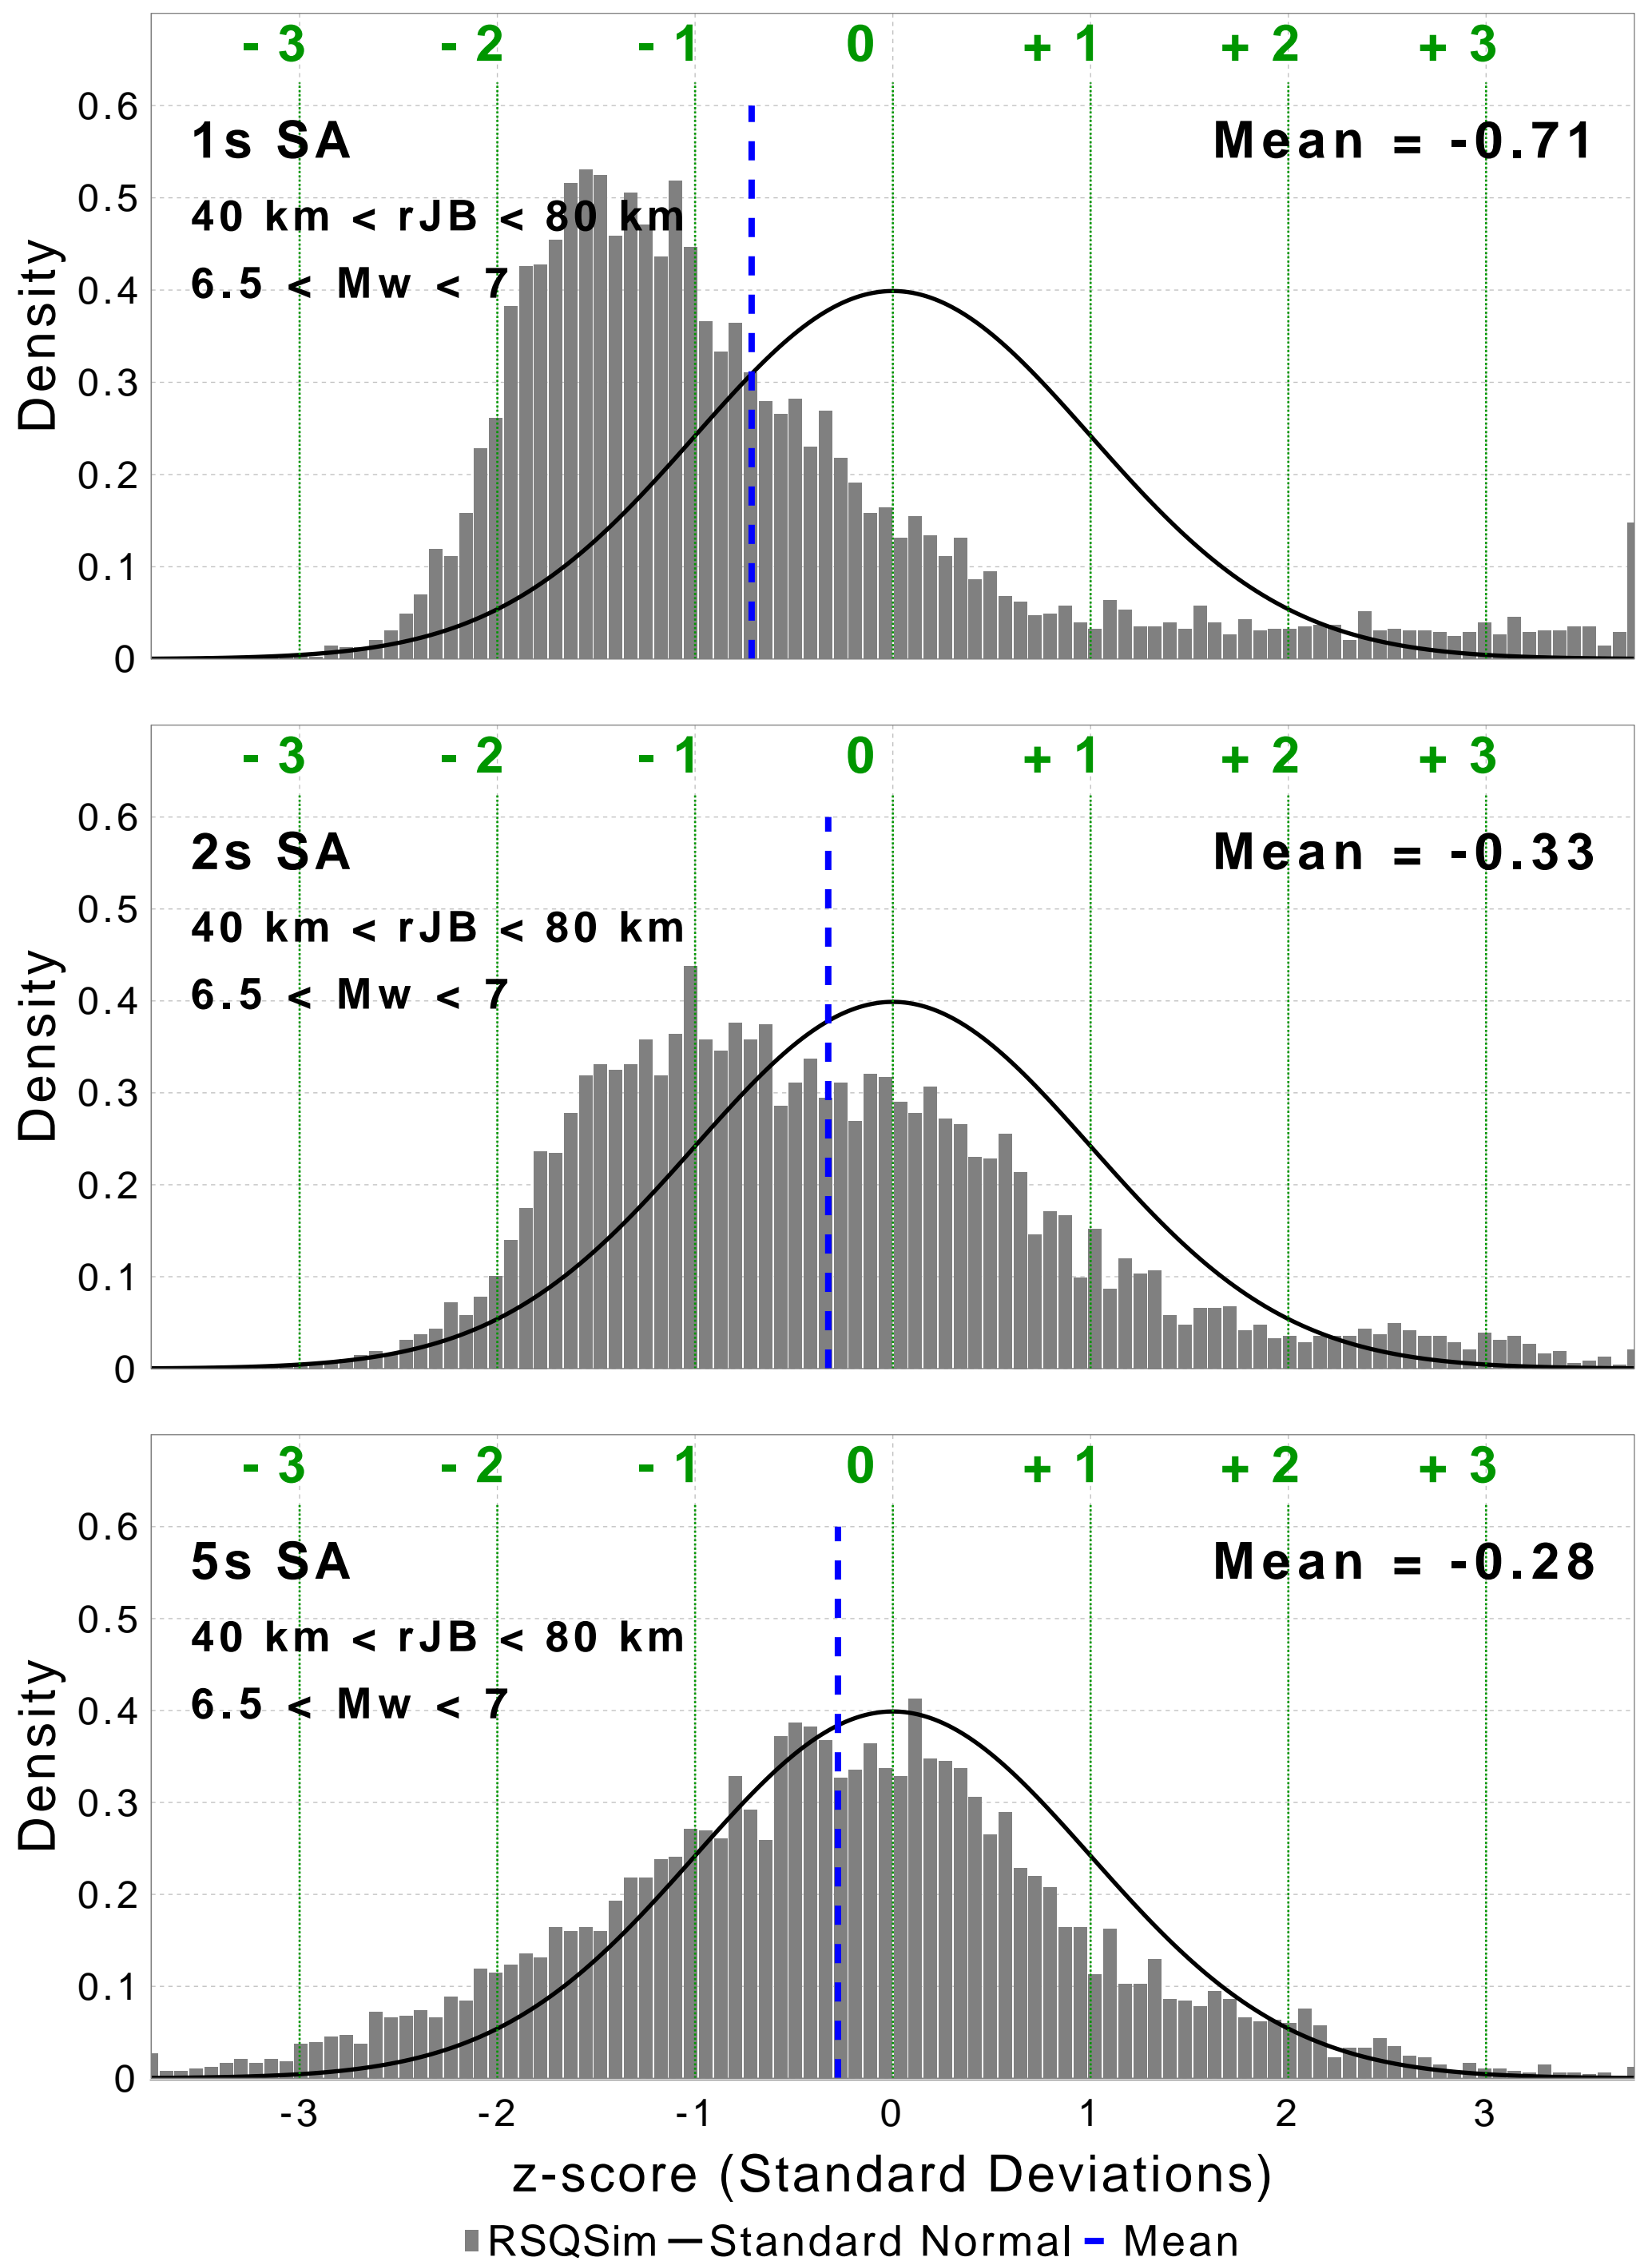 - 3 - 2 - 1 0 + 1 + 2 + 3
0.6
1s SA Mean = -0.71
0.5
40 km < rJB < 80 km
6.5 < Mw < 7
0.4
0.3
0.2
0.1
0
Density
- 3 - 2 - 1 0 + 1 + 2 + 3
0.6
2s SA Mean = -0.33
0.5
40 km < rJB < 80 km
6.5 < Mw < 7
0.4
0.3
0.2
0.1
0
Density
- 3 - 2 - 1 0 + 1 + 2 + 3
0.6
5s SA Mean = -0.28
0.5
40 km < rJB < 80 km
6.5 < Mw < 7
0.4
0.3
0.2
0.1
0
Density
-3 -2 -1 0 1 2 3
z-score (Standard Deviations)
RSQSim Standard Normal Mean